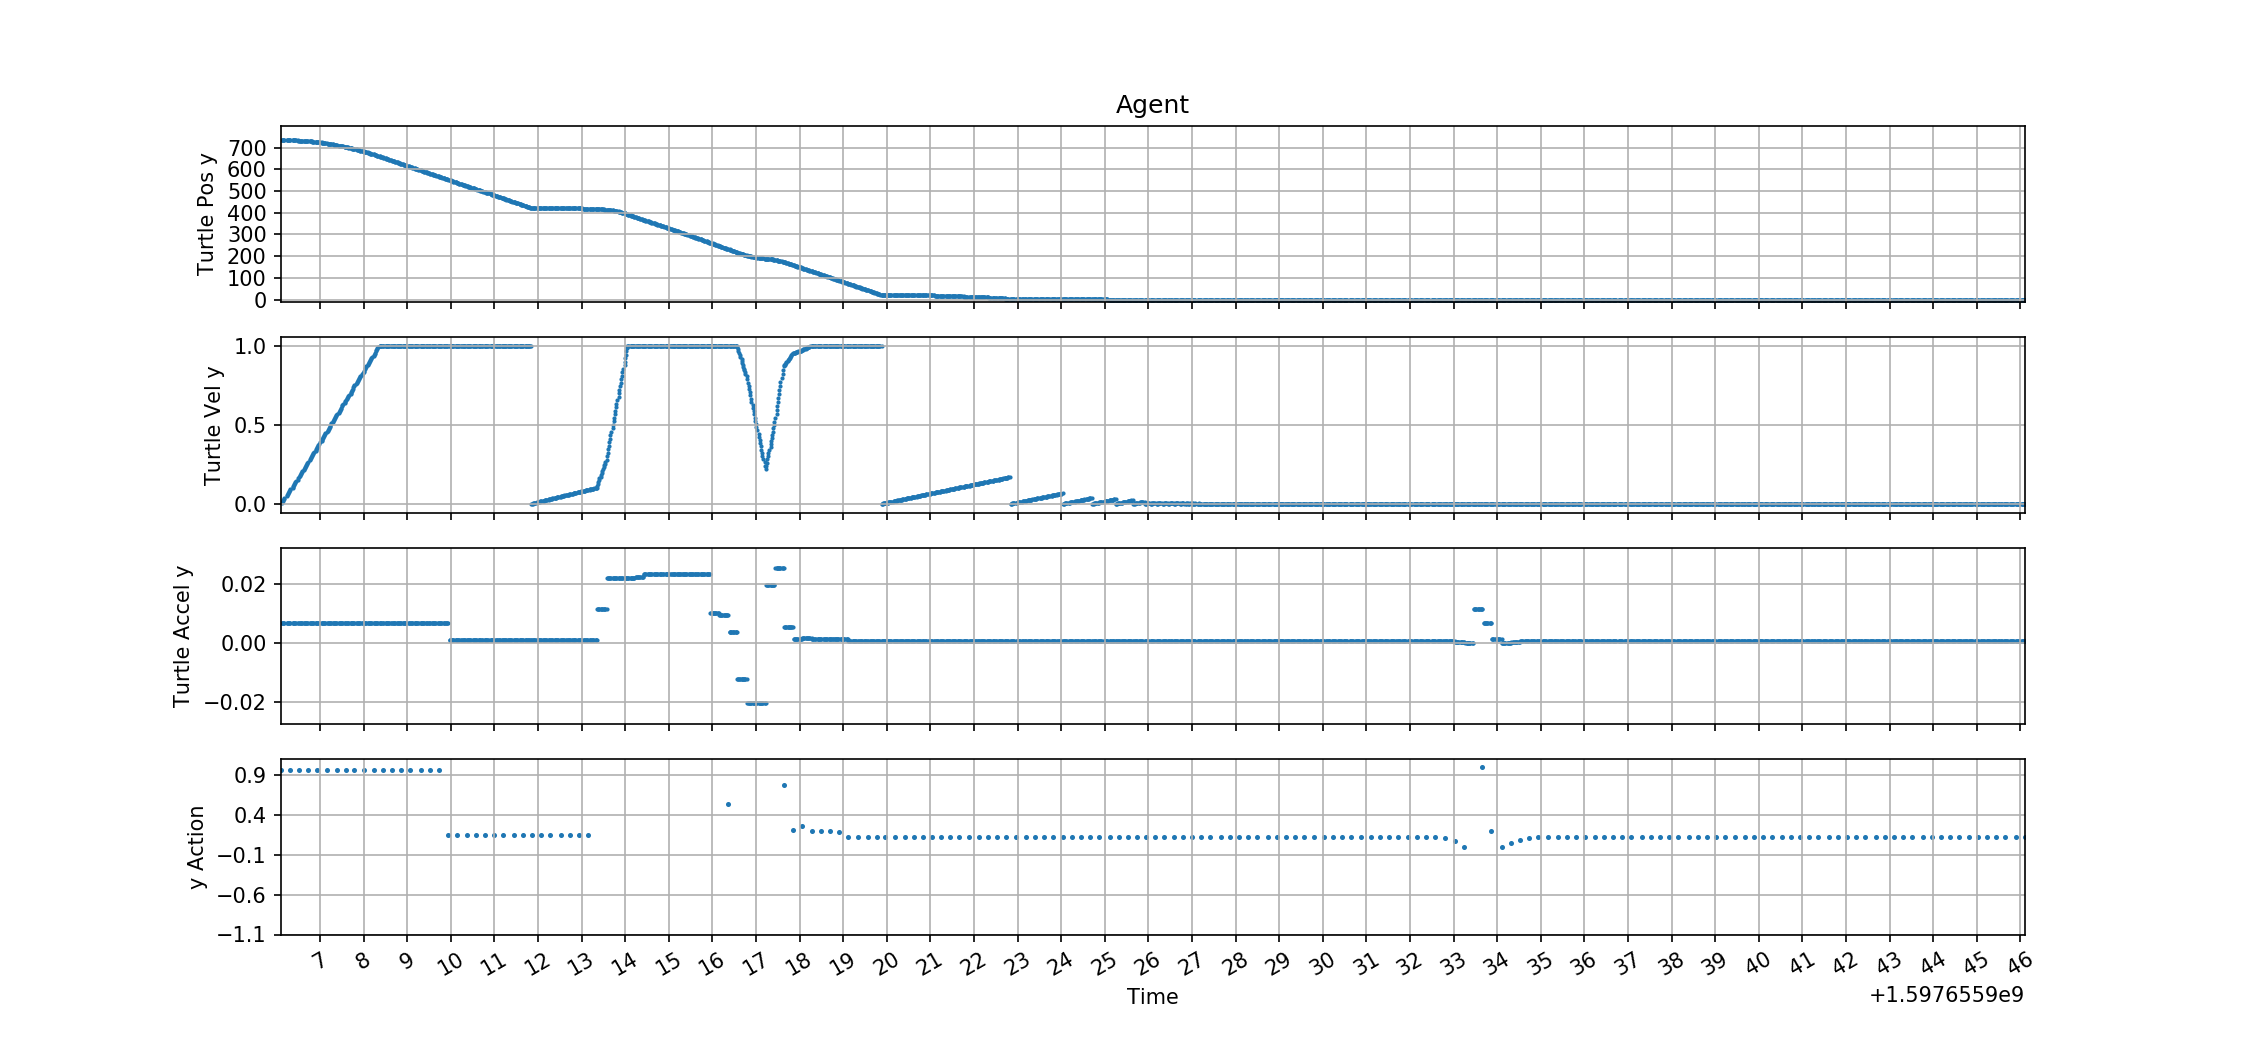 Agent
Turtle Pos y
700
600
500
400
300
200
100
0
Turtle Vel y
1.0
0.5
0.0
Turtle Accel y
0.02
0.00
−0.02
y Action
0.9
0.4
−0.1
−0.6
−1.1
7 8 9 10 11 12 13 14 15 16 17 18 19 20 21 22 23 24 25 26 27 28 29 30 31 32 33 34 35 36 37 38 39 40 41 42 43 44 45 46
Time
+1.5976559e9